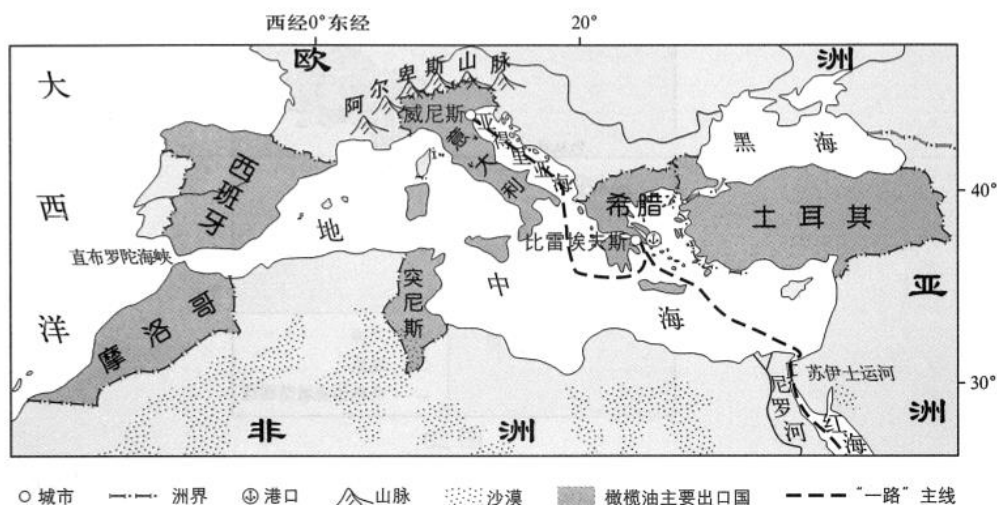 西经0°东经
20°
欧
洲
大
西
洋
阿尔卑斯山脉
威尼斯
亚得里亚海
意大利
黑海
西班牙
40°
希腊
土耳其
地
中
海
比雷埃夫斯
直布罗陀海峡
突尼斯
摩洛哥
亚
洲
苏伊士运河
30°
尼罗河
红海
非
洲
城市
洲界
港口
山脉
沙漠
橄榄油主要出口国
“一路”主线